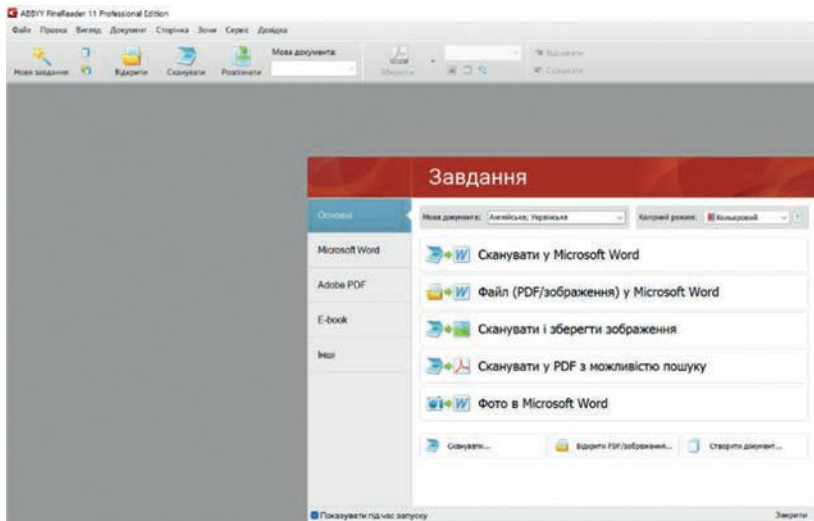 ABBYY FineReader 11 Professional Edition
Файл Правка Вигляд Документ Сторінка Зони Сервіс Довідка
Нове завдання Відкрити Сканувати Розпізнати Мова документа: Зберегти
Завдання
Основні
Microsoft Word
Adobe PDF
E-book
Інші
Мова документа: Англійська; Українська Колірний режим: Кольоровий
Сканувати у Microsoft Word
Файл (PDF/зображення) у Microsoft Word
Сканувати і зберегти зображення
Сканувати у PDF з можливістю пошуку
Фото в Microsoft Word
Сканувати... Відкрити PDF/зображення... Створити документ...
Показувати під час запуску Закрити